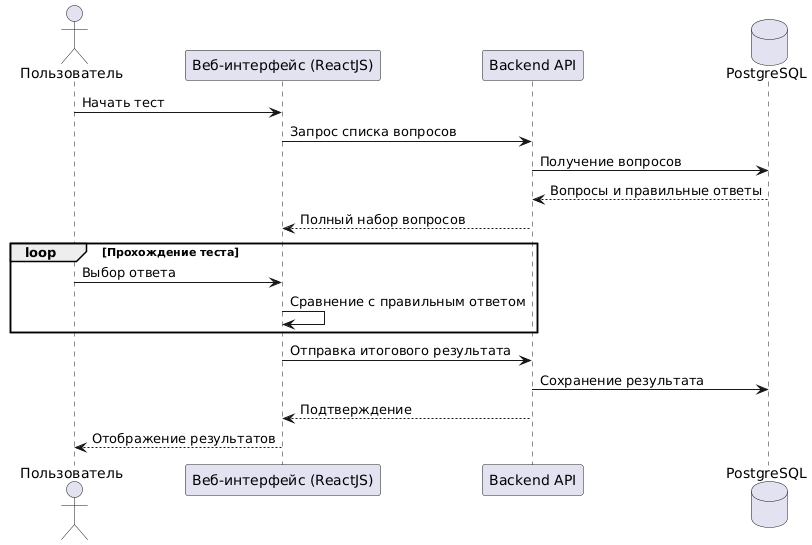 Пользователь
Веб-интерфейс (ReactJS)
Backend API
PostgreSQL
Начать тест
Запрос списка вопросов
Получение вопросов
Вопросы и правильные ответы
Полный набор вопросов
loop [Прохождение теста]
Выбор ответа
Сравнение с правильным ответом
Отправка итогового результата
Сохранение результата
Подтверждение
Отображение результатов
Пользователь
Веб-интерфейс (ReactJS)
Backend API
PostgreSQL